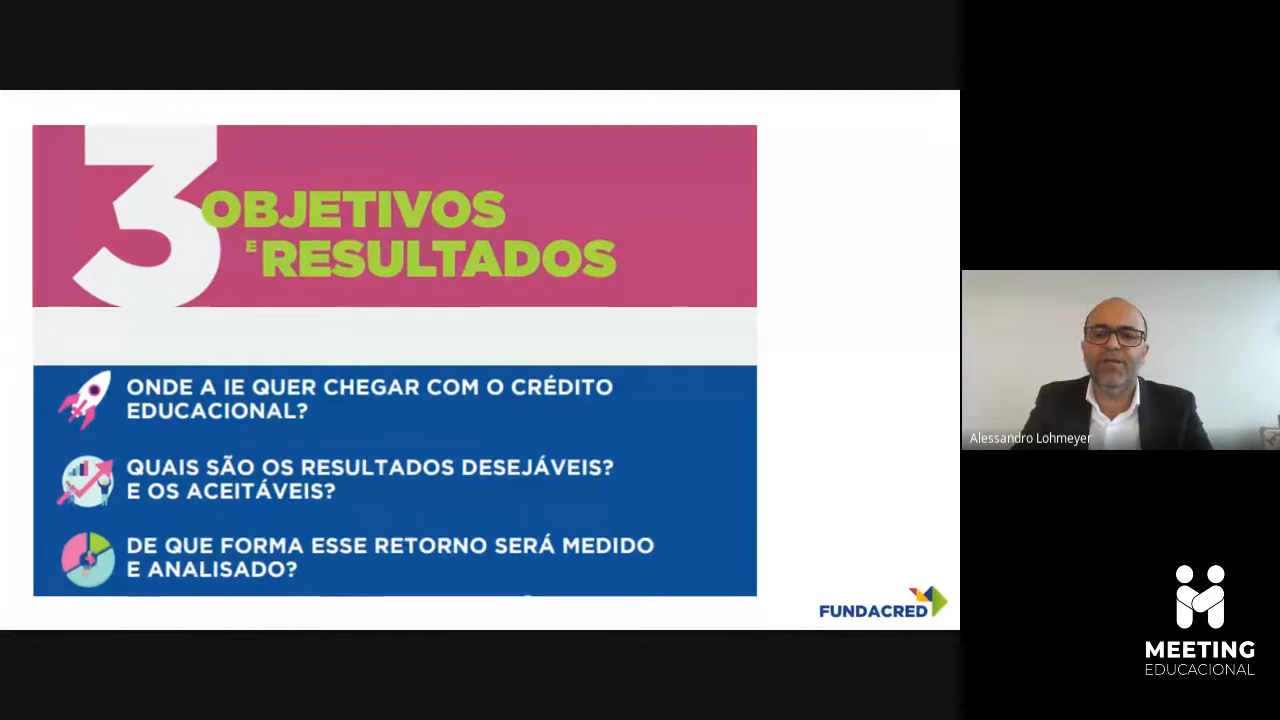 3
OBJETIVOS
E RESULTADOS
ONDE A IE QUER CHEGAR COM O CRÉDITO
EDUCACIONAL?
QUAIS SÃO OS RESULTADOS DESEJÁVEIS?
E OS ACEITÁVEIS?
DE QUE FORMA ESSE RETORNO SERÁ MEDIDO
E ANALISADO?
FUNDACRED
Alessandro Lohmeyer
MEETING
EDUCACIONAL